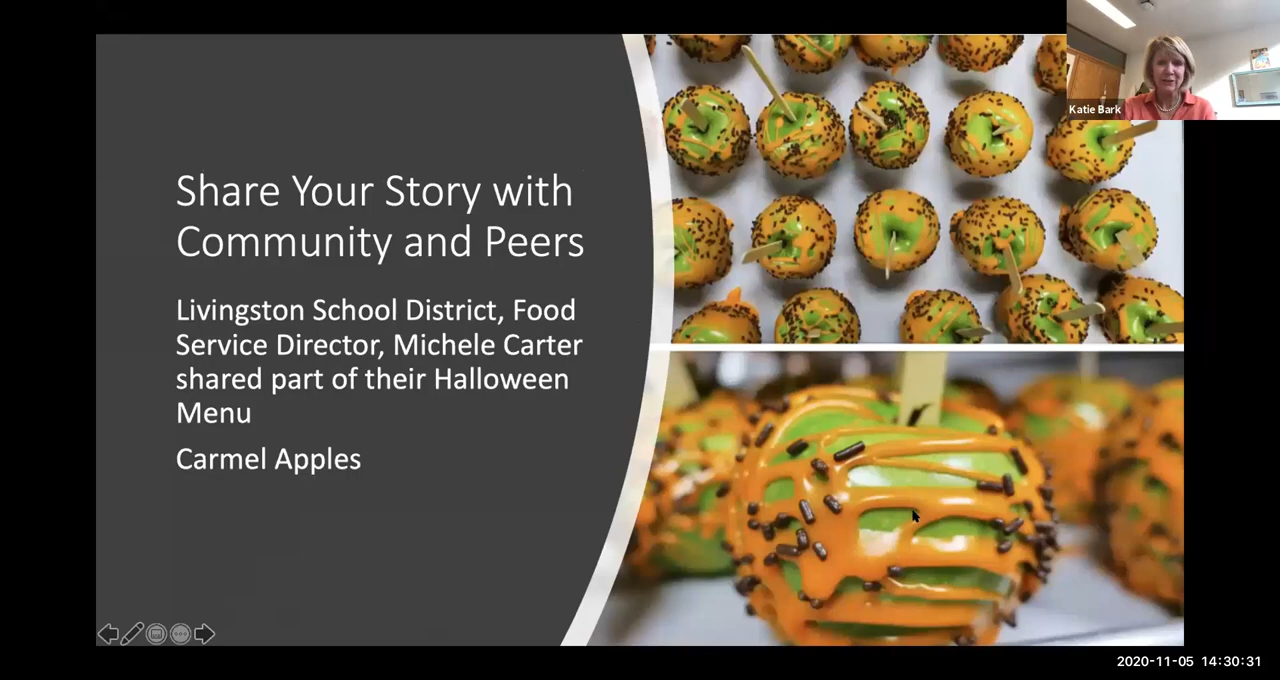 Katie Bark
Share Your Story with
Community and Peers
Livingston School District, Food
Service Director, Michele Carter
shared part of their Halloween
Menu
Carmel Apples
2020-11-05 14:30:31